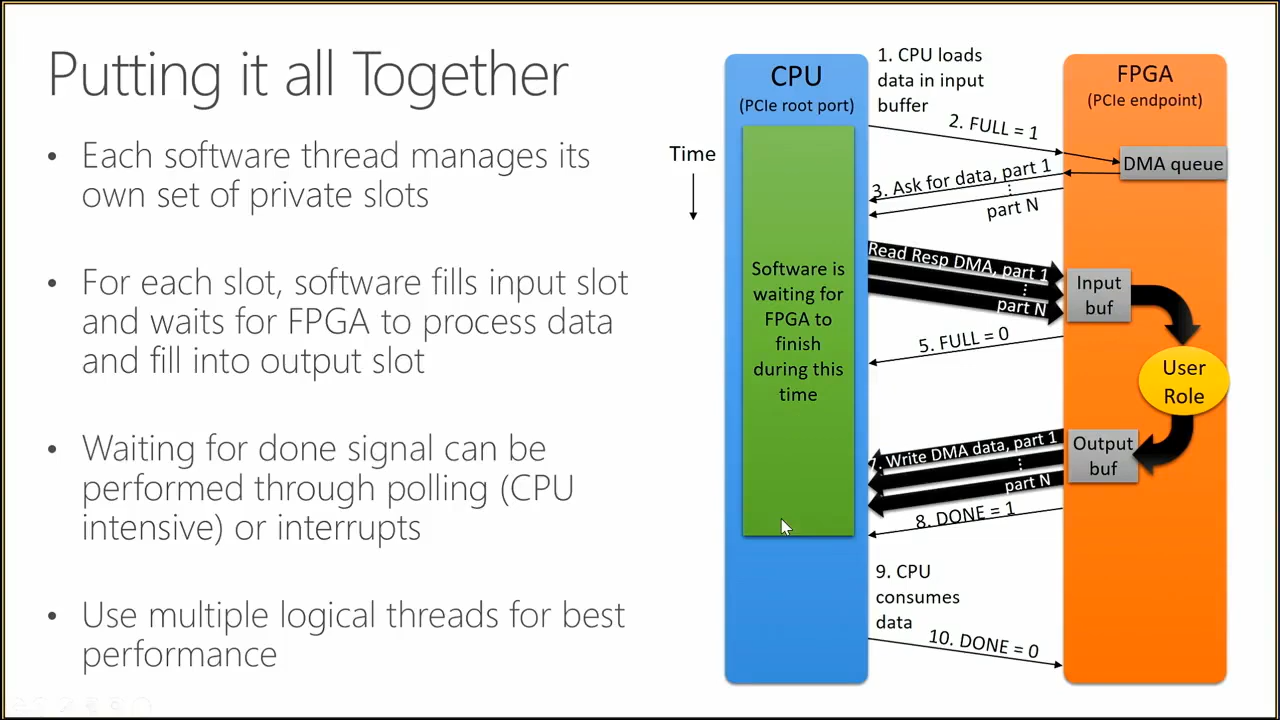 Putting it all Together
• Each software thread manages its
own set of private slots
• For each slot, software fills input slot
and waits for FPGA to process data
and fill into output slot
• Waiting for done signal can be
performed through polling (CPU
intensive) or interrupts
• Use multiple logical threads for best
performance
Time
CPU
(PCIe root port)
Software is
waiting for
FPGA to
finish
during this
time
1. CPU loads
data in input
buffer
2. FULL = 1
3. Ask for data, part 1
⋮
part N
Read Resp DMA, part 1
⋮
part N
5. FULL = 0
7. Write DMA data, part 1
⋮
part N
8. DONE = 1
9. CPU
consumes
data
10. DONE = 0
FPGA
(PCIe endpoint)
DMA queue
Input
buf
User
Role
Output
buf